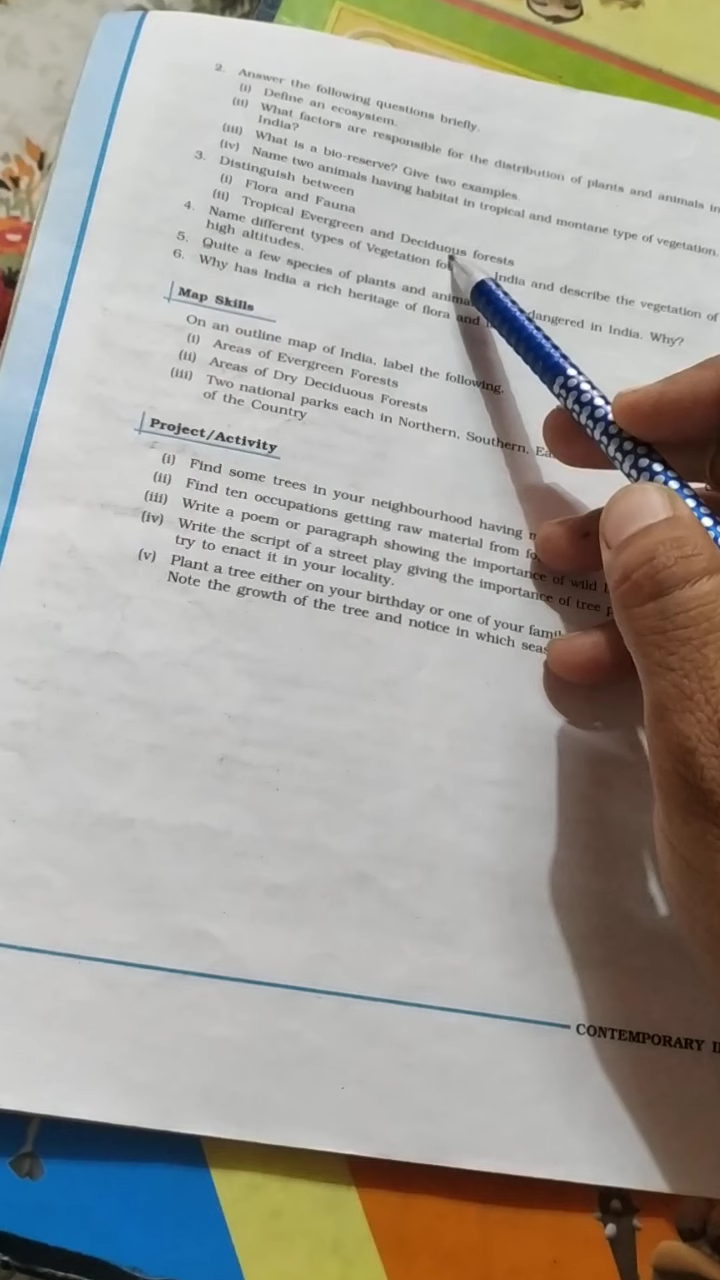 2. Answer the following questions briefly.
(i) Define an ecosystem.
(ii) What factors are responsible for the distribution of plants and animals in
India?
(iii) What is a bio-reserve? Give two examples.
(iv) Name two animals having habitat in tropical and montane type of vegetation.
3. Distinguish between
(i) Flora and Fauna
(ii) Tropical Evergreen and Deciduous forests
4. Name different types of Vegetation India and describe the vegetation of
high altitudes.
5. Quite a few species of plants and in India. Why?
6. Why has India a rich heritage of flora and
Map Skills
On an outline map of India, label the following.
(i) Areas of Evergreen Forests
(ii) Areas of Dry Deciduous Forests
(iii) Two national parks each in Northern, Southern,
of the Country
Project/Activity
(i) Find some trees in your neighbourhood having
(ii) Find ten occupations getting raw material from
(iii) Write a poem or paragraph showing the importance of wild
(iv) Write the script of a street play giving the importance of tree
try to enact it in your locality.
(v) Plant a tree either on your birthday or one of your
Note the growth of the tree and notice in which
CONTEMPORARY